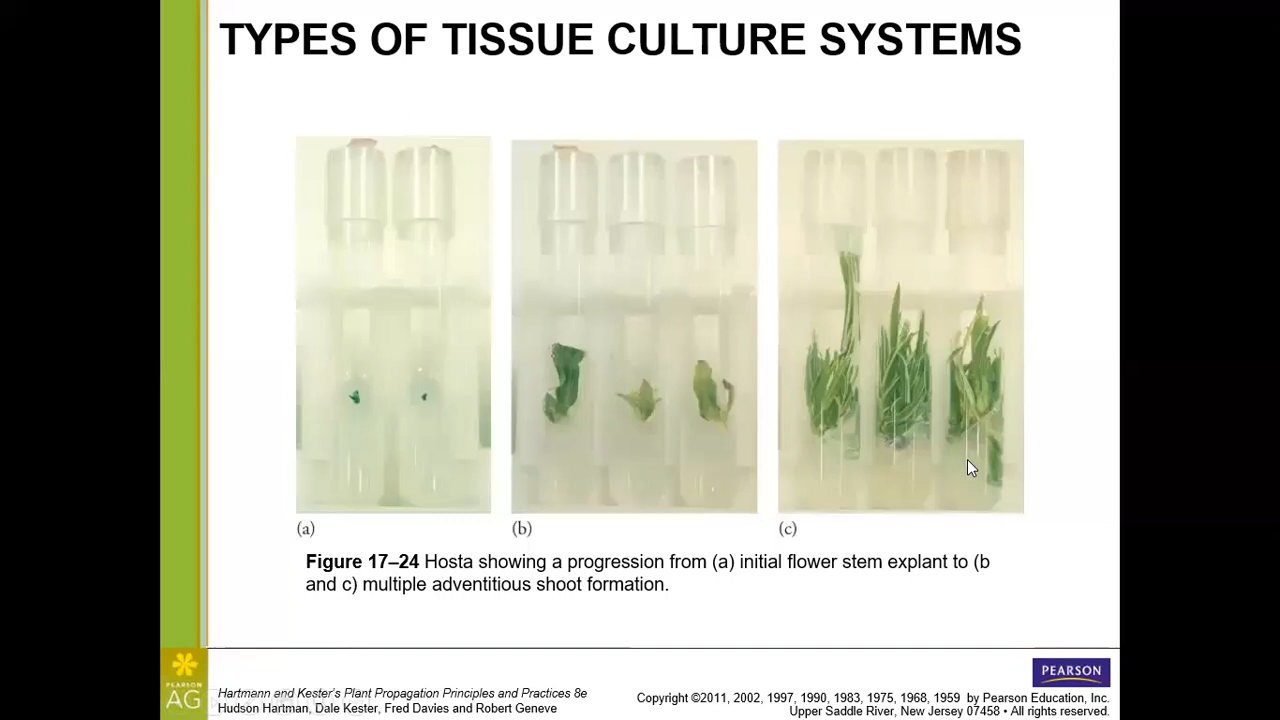 TYPES OF TISSUE CULTURE SYSTEMS
(a)
(b)
(c)
Figure 17–24 Hosta showing a progression from (a) initial flower stem explant to (b
and c) multiple adventitious shoot formation.
PEARSON
AG
Hartmann and Kester's Plant Propagation Principles and Practices 8e
Hudson Hartman, Dale Kester, Fred Davies and Robert Geneve
PEARSON
Copyright ©2011, 2002, 1997, 1990, 1983, 1975, 1968, 1959 by Pearson Education, Inc.
Upper Saddle River, New Jersey 07458 • All rights reserved.